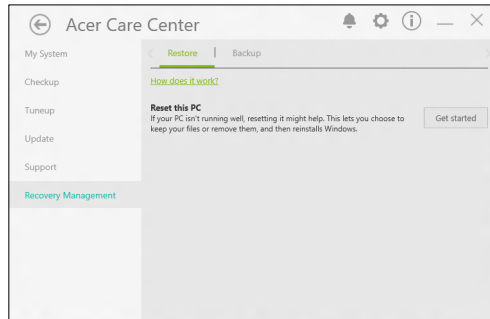 Acer Care Center
My System
Checkup
Tuneup
Update
Support
Recovery Management
Restore
Backup
How does it work?
Reset this PC
If your PC isn't running well, resetting it might help. This lets you choose to
keep your files or remove them, and then reinstalls Windows.
Get started